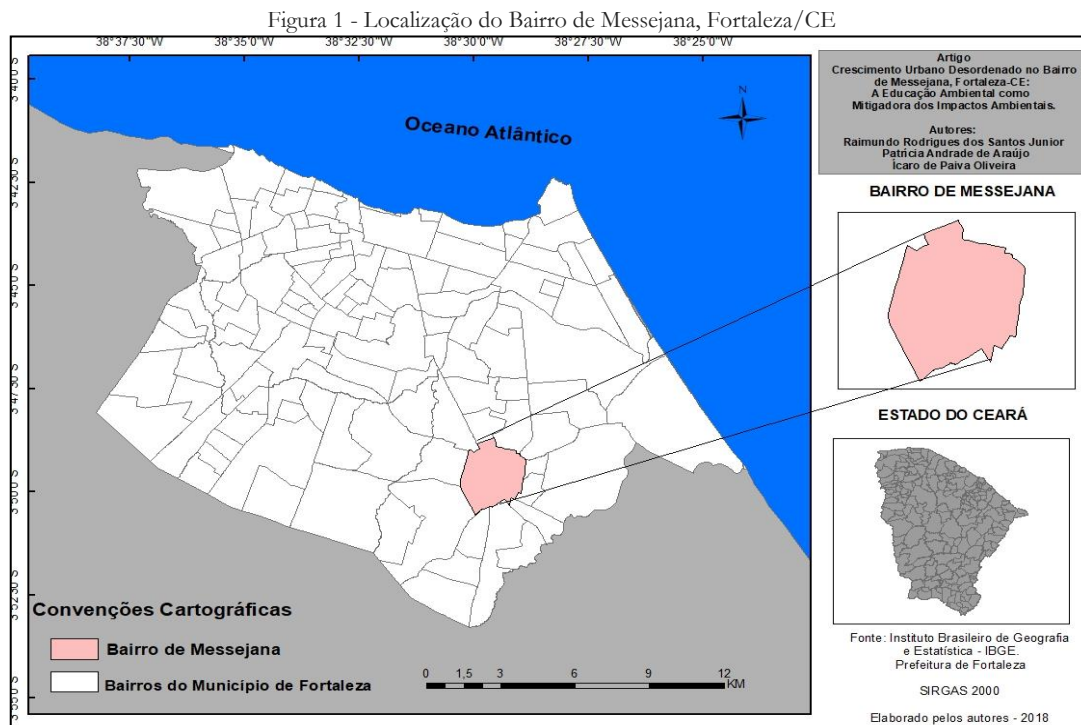 Figura 1 - Localização do Bairro de Messejana, Fortaleza/CE
38°37'30"W 38°35'0"W 38°32'30"W 38°30'0"W 38°27'30"W 38°25'0"W
N
Oceano Atlântico
Convenções Cartográficas
Bairro de Messejana
Bairros do Município de Fortaleza
0 1,5 3 6 9 12
KM
Artigo
Crescimento Urbano Desordenado no Bairro
de Messejana, Fortaleza-CE:
A Educação Ambiental como
Mitigadora dos Impactos Ambientais.
Autores:
Raimundo Rodrigues dos Santos Junior
Patrícia Andrade de Araújo
Ícaro de Paiva Oliveira
BAIRRO DE MESSEJANA
ESTADO DO CEARÁ
Fonte: Instituto Brasileiro de Geografia
e Estatística - IBGE.
Prefeitura de Fortaleza
SIRGAS 2000
Elaborado pelos autores - 2018